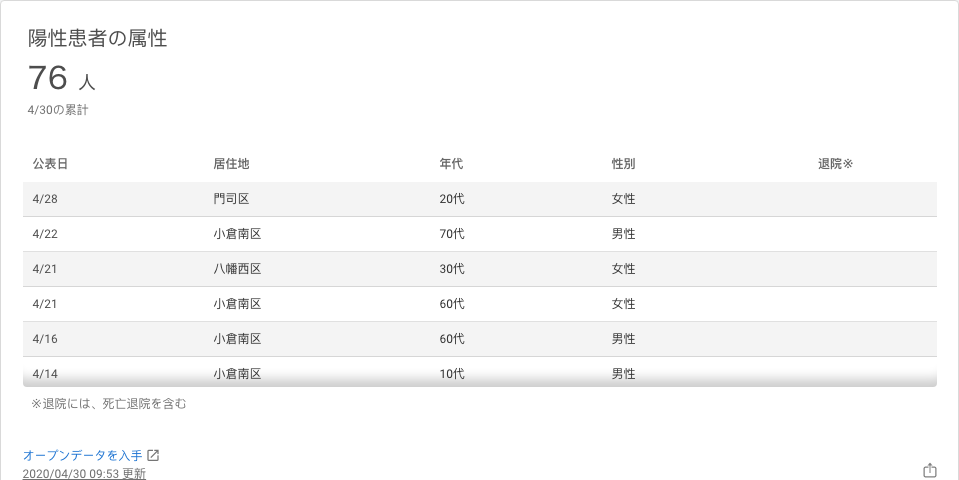 陽性患者の属性
76 人
4/30の累計
公表日 居住地 年代 性別 退院※
4/28 門司区 20代 女性
4/22 小倉南区 70代 男性
4/21 八幡西区 30代 女性
4/21 小倉南区 60代 女性
4/16 小倉南区 60代 男性
4/14 小倉南区 10代 男性
※退院には、死亡退院を含む
オープンデータを入手
2020/04/30 09:53 更新